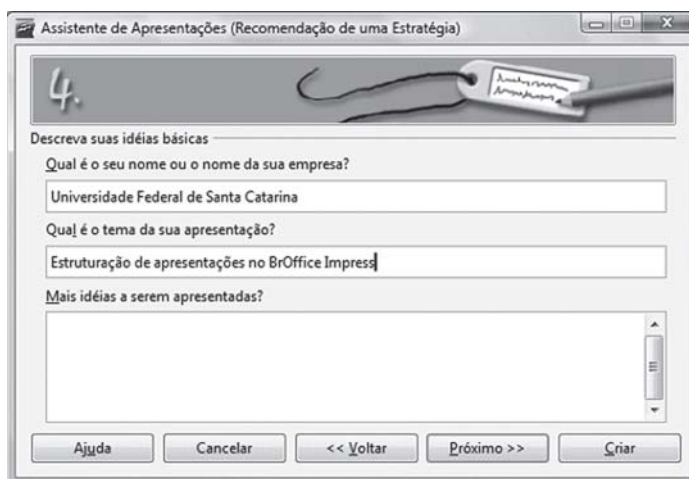 Assistente de Apresentações (Recomendação de uma Estratégia)
4.
Descreva suas idéias básicas
Qual é o seu nome ou o nome da sua empresa?
Universidade Federal de Santa Catarina
Qual é o tema da sua apresentação?
Estruturação de apresentações no BrOffice Impress
Mais idéias a serem apresentadas?
Ajuda Cancelar << Voltar Próximo >> Criar